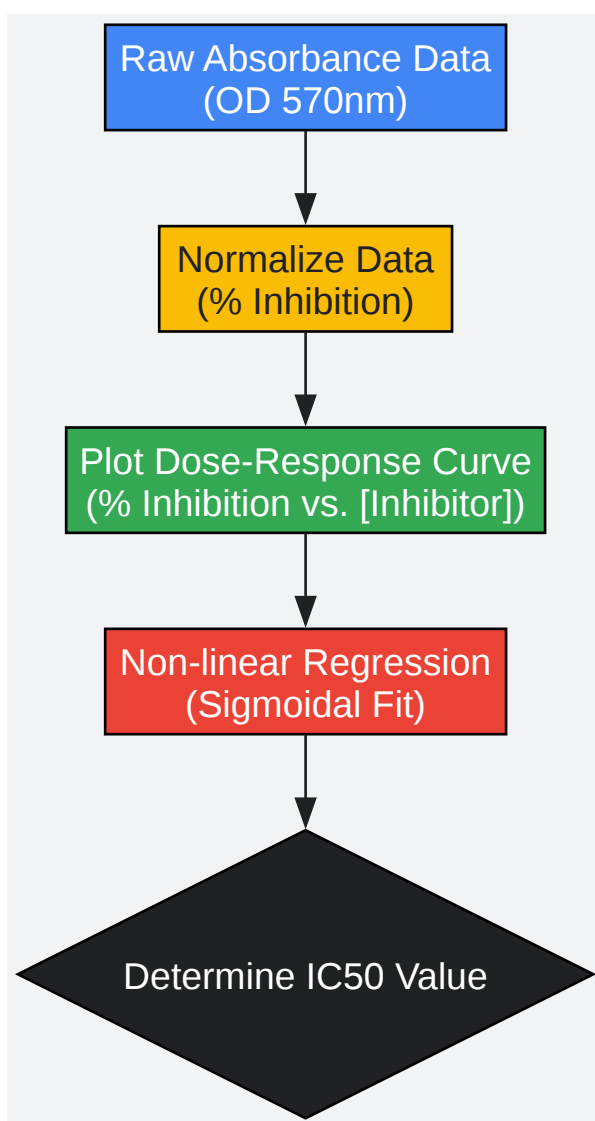 Raw Absorbance Data
(OD 570nm)
Normalize Data
(% Inhibition)
Plot Dose-Response Curve
(% Inhibition vs. [Inhibitor])
Non-linear Regression
(Sigmoidal Fit)
Determine IC50 Value